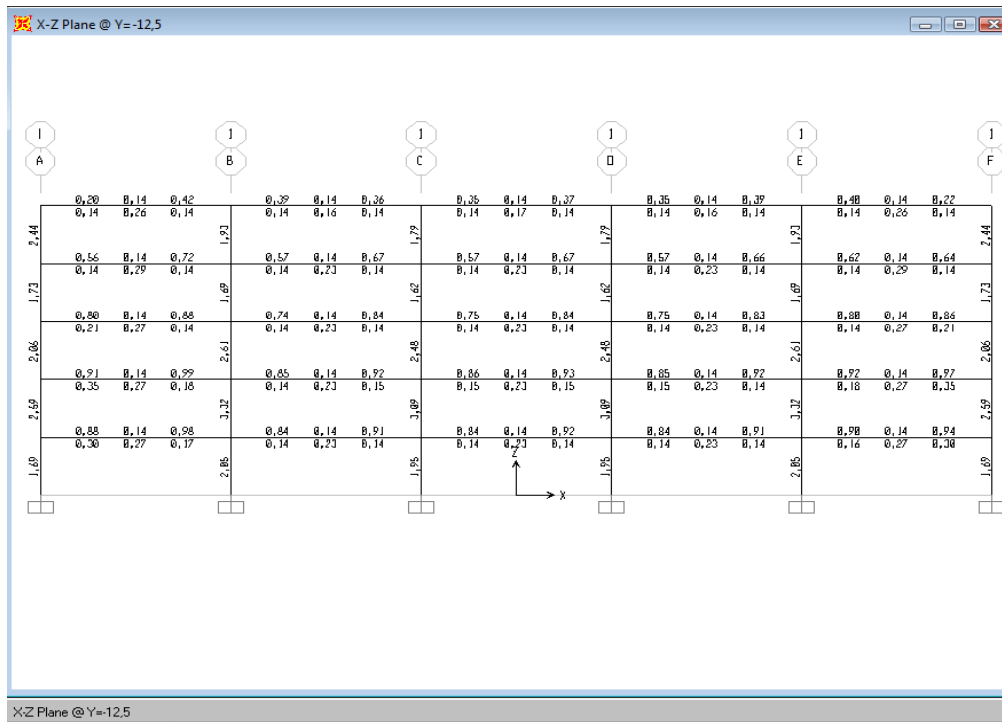 X-Z Plane @ Y=-12,5
1 1 1 1 1 1
A B C D E F
0,20 0,14 0,42 0,39 0,14 0,36 0,35 0,14 0,37 0,35 0,14 0,39 0,40 0,14 0,22
0,14 0,26 0,14 0,14 0,16 0,14 0,14 0,17 0,14 0,14 0,16 0,14 0,14 0,26 0,14
2,44 1,93 1,79 1,79 1,93 2,44
0,56 0,14 0,72 0,57 0,14 0,67 0,57 0,14 0,67 0,57 0,14 0,66 0,62 0,14 0,64
0,14 0,29 0,14 0,14 0,23 0,14 0,14 0,23 0,14 0,14 0,23 0,14 0,14 0,29 0,14
1,73 1,69 1,62 1,62 1,69 1,73
0,80 0,14 0,88 0,74 0,14 0,84 0,75 0,14 0,84 0,75 0,14 0,83 0,80 0,14 0,86
0,21 0,27 0,14 0,14 0,23 0,14 0,14 0,23 0,14 0,14 0,23 0,14 0,14 0,27 0,21
2,06 2,61 2,48 2,48 2,61 2,06
0,91 0,14 0,99 0,85 0,14 0,92 0,86 0,14 0,93 0,85 0,14 0,92 0,92 0,14 0,97
0,35 0,27 0,18 0,14 0,23 0,15 0,15 0,23 0,15 0,15 0,23 0,14 0,18 0,27 0,35
2,59 3,32 3,09 3,09 3,32 2,59
0,88 0,14 0,98 0,84 0,14 0,91 0,84 0,14 0,92 0,84 0,14 0,91 0,90 0,14 0,94
0,30 0,27 0,17 0,14 0,23 0,14 0,14 0,23 0,14 0,14 0,23 0,14 0,16 0,27 0,30
Z
1,69 2,05 1,95 1,95 2,05 1,69
X
X-Z Plane @ Y=-12,5